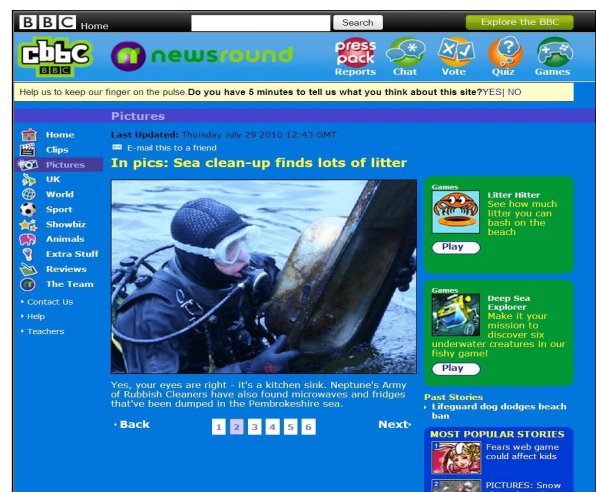 BBC Home
Search
Explore the BBC
CBBC
BBC
newsround
press pack
Reports
Chat
Vote
Quiz
Games
Help us to keep our finger on the pulse.Do you have 5 minutes to tell us what you think about this site?YES| NO
Pictures
Home
Clips
Pictures
UK
World
Sport
Showbiz
Animals
Extra Stuff
Reviews
The Team
Contact Us
Help
Teachers
Last Updated: Thursday July 29 2010 12:43 GMT
E-mail this to a friend
In pics: Sea clean-up finds lots of litter
Yes, your eyes are right - it's a kitchen sink. Neptune's Army
of Rubbish Cleaners have also found microwaves and fridges
that've been dumped in the Pembrokeshire sea.
Back
1 2 3 4 5 6
Next
Games
Litter Hitter
See how much
litter you can
bash on the
beach
Play
Games
Deep Sea
Explorer
Make it your
mission to
discover six
underwater creatures in our
fishy game!
Play
Past Stories
Lifeguard dog dodges beach
ban
MOST POPULAR STORIES
1
Fears web game
could affect kids
2
PICTURES: Snow